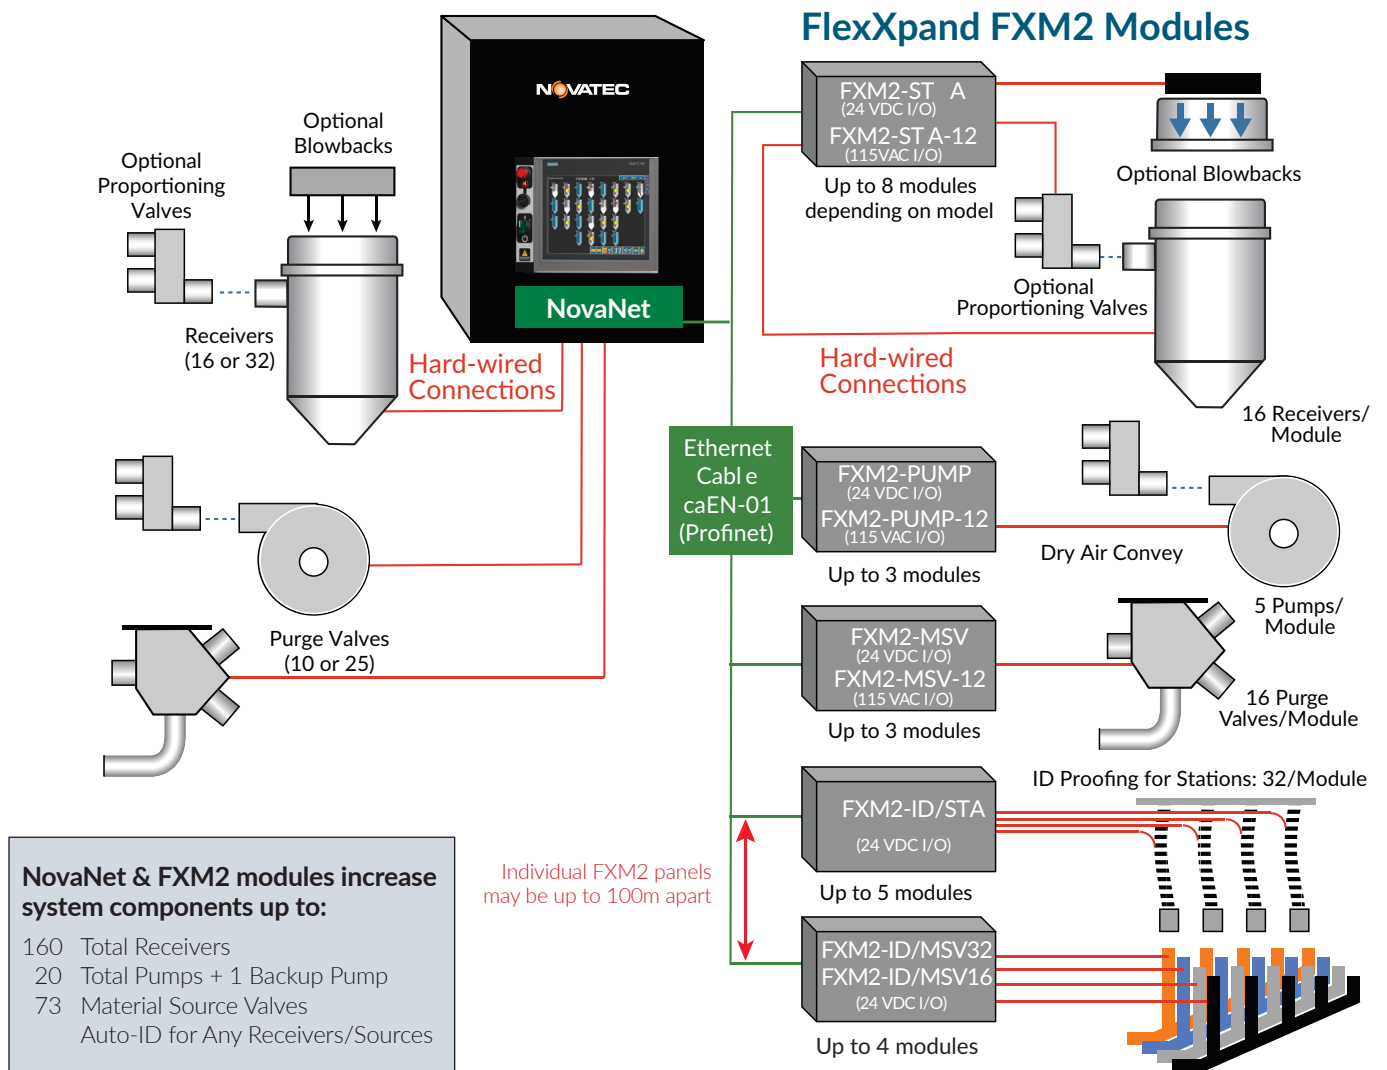 FlexXpand FXM2 Modules
NOVATEC
Optional
Blowbacks
Optional
Proportioning
Valves
Receivers
(16 or 32)
NovaNet
Hard-wired
Connections
Purge Valves
(10 or 25)
FXM2-ST A
(24 VDC I/O)
FXM2-ST A-12
(115VAC I/O)
Up to 8 modules
depending on model
Optional Blowbacks
Optional
Proportioning Valves
Hard-wired
Connections
16 Receivers/
Module
Ethernet
Cabl e
caEN-01
(Profinet)
FXM2-PUMP
(24 VDC I/O)
FXM2-PUMP-12
(115 VAC I/O)
Up to 3 modules
Dry Air Convey
5 Pumps/
Module
FXM2-MSV
(24 VDC I/O)
FXM2-MSV-12
(115 VAC I/O)
Up to 3 modules
16 Purge
Valves/Module
ID Proofing for Stations: 32/Module
FXM2-ID/STA
(24 VDC I/O)
Up to 5 modules
Individual FXM2 panels
may be up to 100m apart
FXM2-ID/MSV32
FXM2-ID/MSV16
(24 VDC I/O)
Up to 4 modules
NovaNet & FXM2 modules increase
system components up to:
160 Total Receivers
20 Total Pumps + 1 Backup Pump
73 Material Source Valves
Auto-ID for Any Receivers/Sources